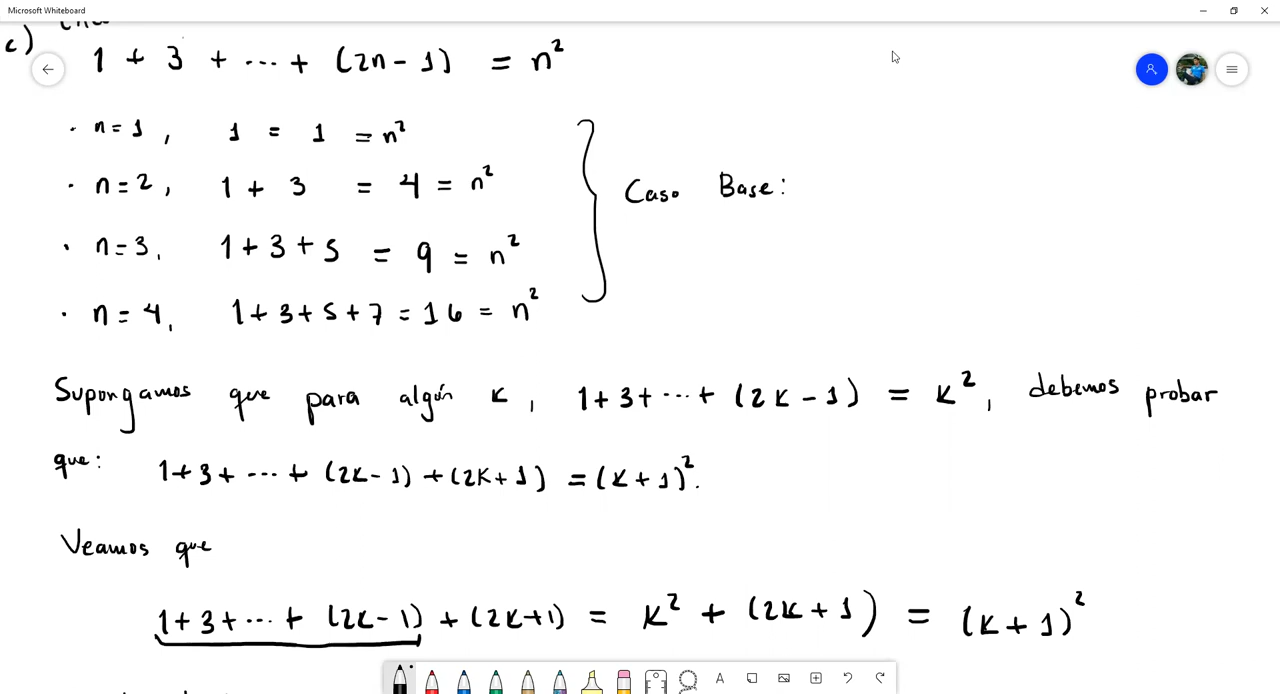 Microsoft Whiteboard
c)
1 + 3 + ... + (2n - 1) = n²
· n = 1, 1 = 1 = n²
· n = 2, 1 + 3 = 4 = n²
· n = 3, 1 + 3 + 5 = 9 = n²
· n = 4, 1 + 3 + 5 + 7 = 16 = n²
Caso Base:
Supongamos que para algún k, 1 + 3 + ... + (2k - 1) = k², debemos probar
que: 1 + 3 + ... + (2k - 1) + (2k + 1) = (k + 1)².
Veamos que
1 + 3 + ... + (2k - 1) + (2k + 1) = k² + (2k + 1) = (k + 1)²